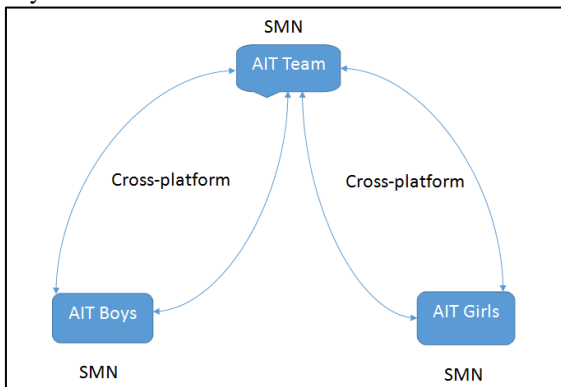 SMN
AIT Team
Cross-platform
Cross-platform
AIT Boys
AIT Girls
SMN
SMN